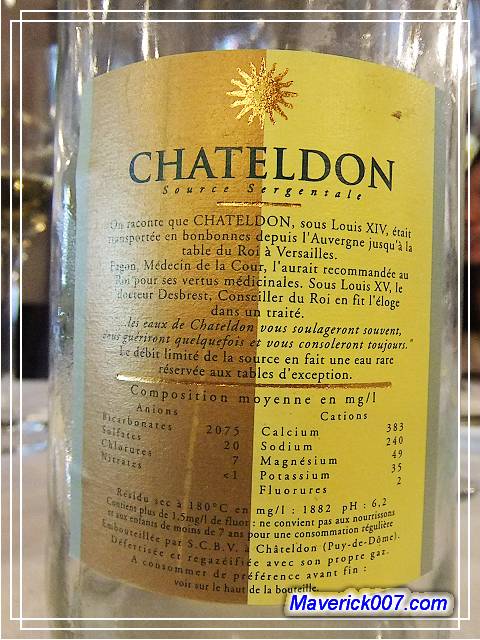 CHATELDON
Source Sergentale
On raconte que CHATELDON, sous Louis XIV, était
transportée en bonbonnes depuis l'Auvergne jusqu'à la
table du Roi à Versailles.
Fagon, Médecin de la Cour, l'aurait recommandée au
Roi pour ses vertus médicinales. Sous Louis XV, le
docteur Desbrest, Conseiller du Roi en fit l'éloge
dans un traité.
"...les eaux de Chateldon vous soulageront souvent,
vous guériront quelquefois et vous consoleront toujours."
Le débit limité de la source en fait une eau rare
réservée aux tables d'exception.
Composition moyenne en mg/l
Anions Cations
Bicarbonates 2075 Calcium 383
Sulfates 20 Sodium 240
Chlorures 7 Magnésium 49
Nitrates <1 Potassium 35
Fluorures 2
Résidu sec à 180°C en mg/l : 1882 pH : 6,2
Contient plus de 1,5mg/l de fluor : ne convient pas aux nourrissons
et aux enfants de moins de 7 ans pour une consommation régulière
Embouteillée par S.C.B.V. à Châteldon (Puy-de-Dôme).
Déferrisée et regazéifiée avec son propre gaz.
A consommer de préférence avant fin :
voir sur le haut de la bouteille.
Maverick007.com